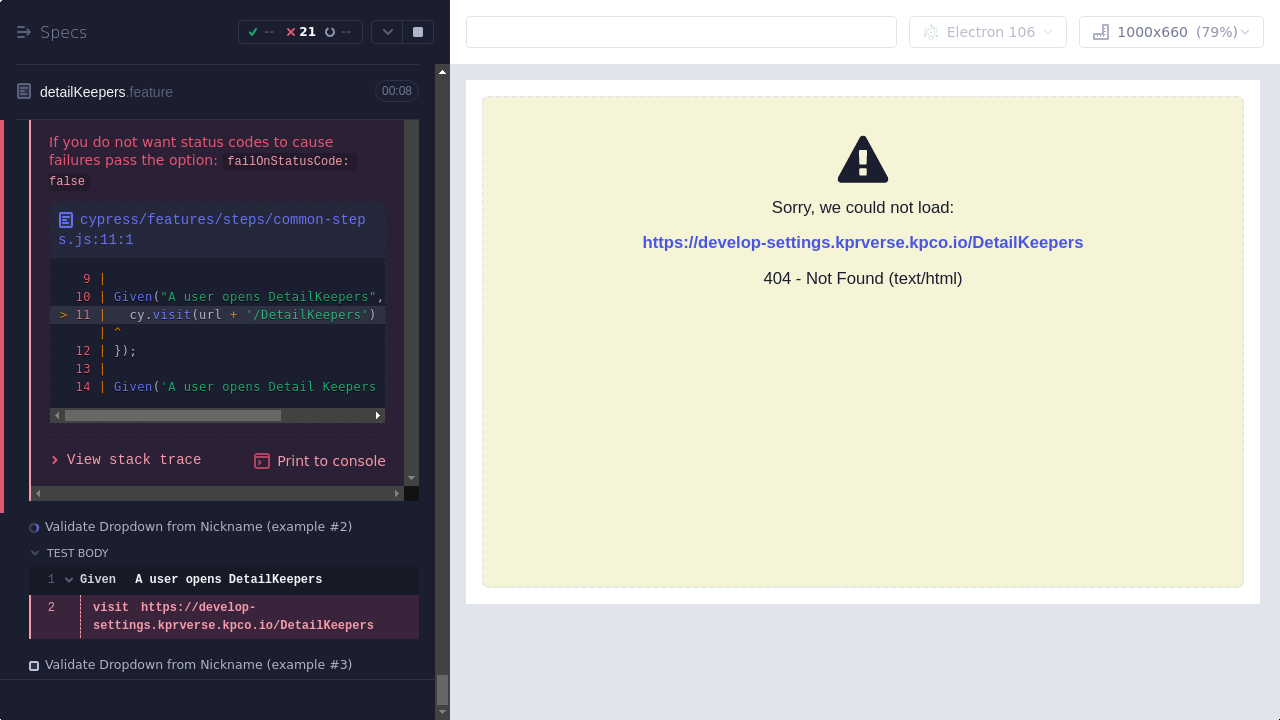 Specs
-- 21 --
Electron 106
1000x660 (79%)
detailKeepers.feature
00:08
If you do not want status codes to cause
failures pass the option: failOnStatusCode:
false
cypress/features/steps/common-step
s.js:11:1
9 |
10 | Given("A user opens DetailKeepers",
> 11 | cy.visit(url + '/DetailKeepers')
| ^
12 | });
13 |
14 | Given('A user opens Detail Keepers
View stack trace
Print to console
Validate Dropdown from Nickname (example #2)
TEST BODY
1 Given A user opens DetailKeepers
2 visit https://develop-
settings.kprverse.kpco.io/DetailKeepers
Validate Dropdown from Nickname (example #3)
Sorry, we could not load:
https://develop-settings.kprverse.kpco.io/DetailKeepers
404 - Not Found (text/html)